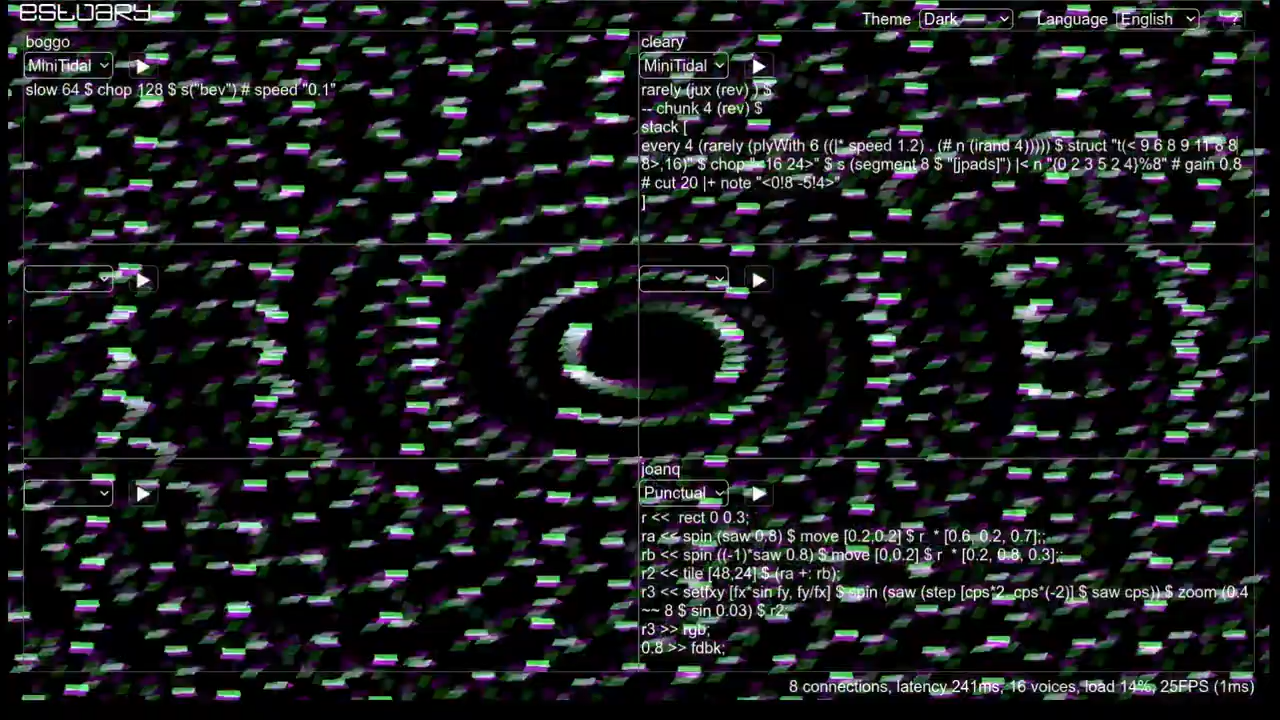 estuary
Theme Dark Language English ?
boggo
MiniTidal
slow 64 $ chop 128 $ s("bev") # speed "0.1"
cleary
MiniTidal
rarely (jux (rev) ) $
-- chunk 4 (rev) $
stack [
every 4 (rarely (plyWith 6 ((|* speed 1.2) . (# n (irand 4))))) $ struct "t(< 9 6 8 9 11 6 8
8>,16)" $ chop "<16 24>" $ s (segment 8 $ "[jpads]") |< n "{0 2 3 5 2 4}%8" # gain 0.8
# cut 20 |+ note "<0!8 -5!4>"
]
joanq
Punctual
r << rect 0 0.3;
ra << spin (saw 0.8) $ move [0.2,0.2] $ r * [0.6, 0.2, 0.7];;
rb << spin ((-1)*saw 0.8) $ move [0,0.2] $ r * [0.2, 0.8, 0.3];;
r2 << tile [48,24] $ (ra +: rb);
r3 << setfxy [fx*sin fy, fy/fx] $ spin (saw (step [cps*2, cps*(-2)] $ saw cps)) $ zoom (0.4
~~ 8 $ sin 0.03) $ r2;
r3 >> rgb;
0.8 >> fdbk;
8 connections, latency 241ms, 16 voices, load 14%, 25FPS (1ms)